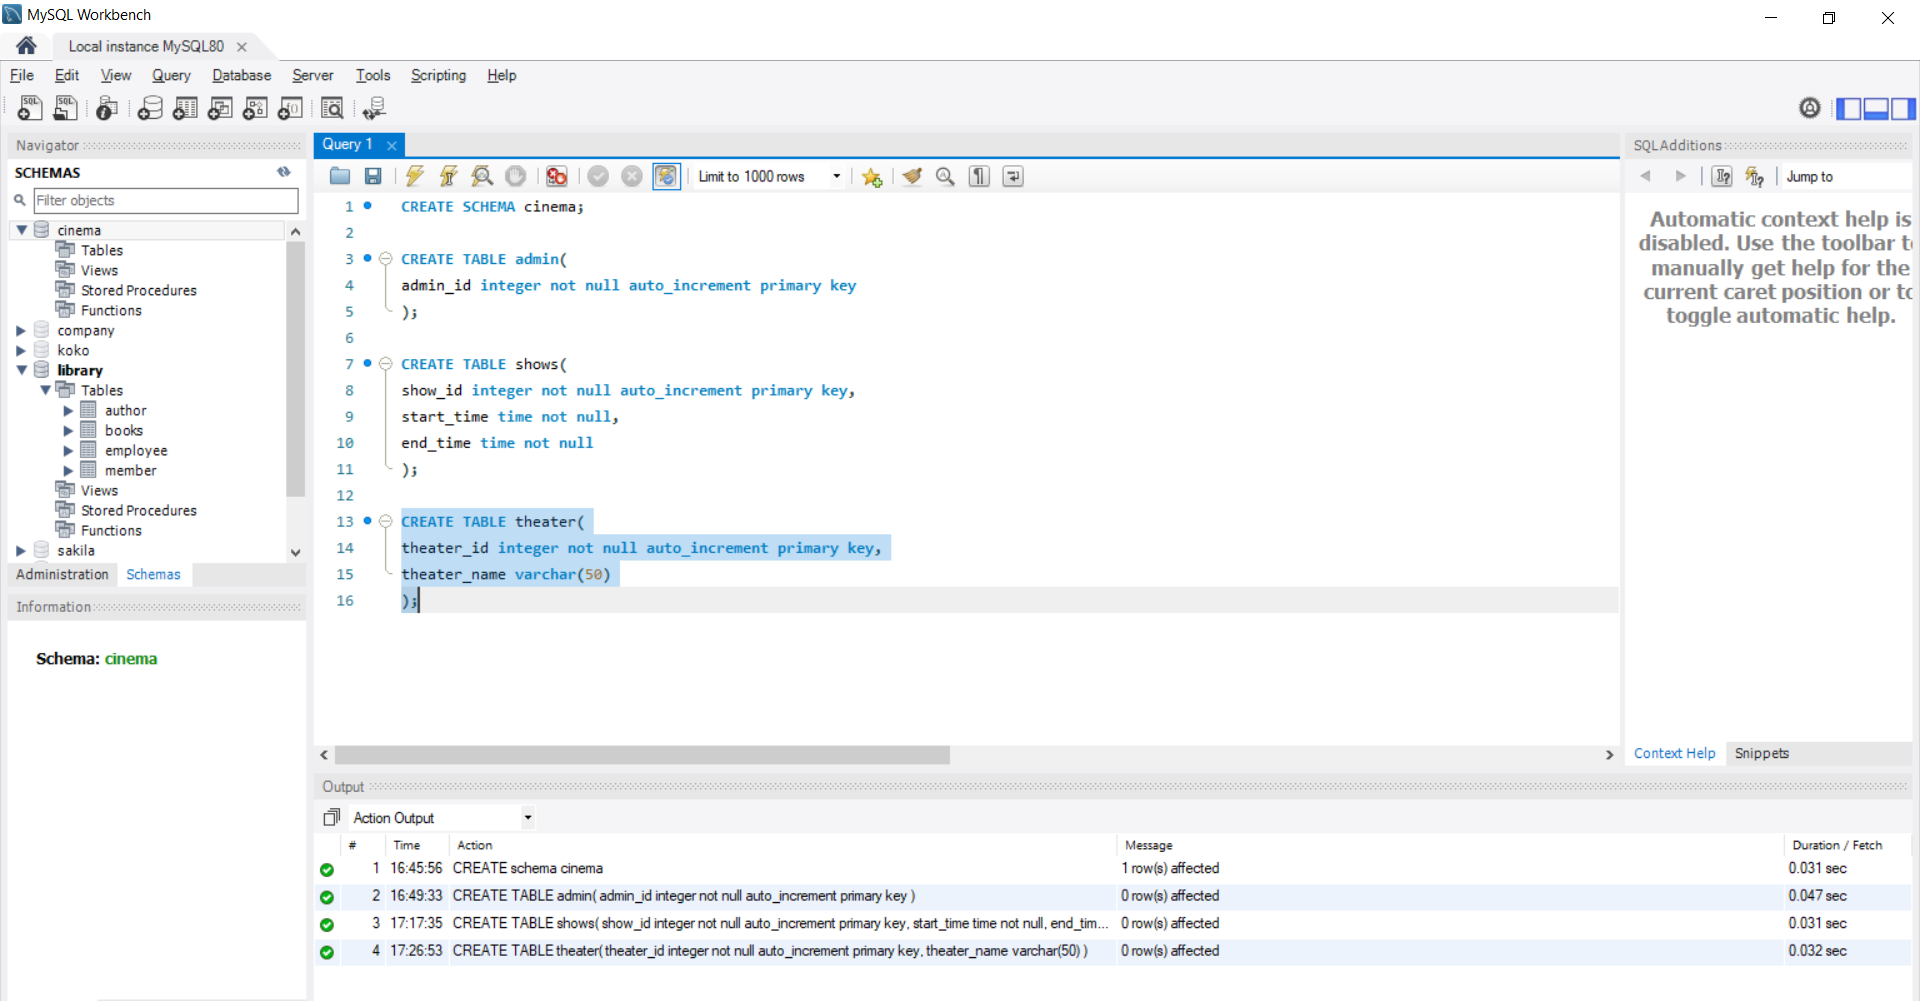 MySQL Workbench
Local instance MySQL80
File Edit View Query Database Server Tools Scripting Help
Navigator
SCHEMAS
Filter objects
cinema
Tables
Views
Stored Procedures
Functions
company
koko
library
Tables
author
books
employee
member
Views
Stored Procedures
Functions
sakila
Administration Schemas
Information
Schema: cinema
Query 1
Limit to 1000 rows
1 CREATE SCHEMA cinema;
2
3 CREATE TABLE admin(
4 admin_id integer not null auto_increment primary key
5 );
6
7 CREATE TABLE shows(
8 show_id integer not null auto_increment primary key,
9 start_time time not null,
10 end_time time not null
11 );
12
13 CREATE TABLE theater(
14 theater_id integer not null auto_increment primary key,
15 theater_name varchar(50)
16 );
SQLAdditions
Jump to
Automatic context help is
disabled. Use the toolbar t
manually get help for the
current caret position or to
toggle automatic help.
Context Help Snippets
Output
Action Output
# Time Action Message Duration / Fetch
1 16:45:56 CREATE schema cinema 1 row(s) affected 0.031 sec
2 16:49:33 CREATE TABLE admin( admin_id integer not null auto_increment primary key ) 0 row(s) affected 0.047 sec
3 17:17:35 CREATE TABLE shows( show_id integer not null auto_increment primary key, start_time time not null, end_tim... 0 row(s) affected 0.031 sec
4 17:26:53 CREATE TABLE theater( theater_id integer not null auto_increment primary key, theater_name varchar(50) ) 0 row(s) affected 0.032 sec